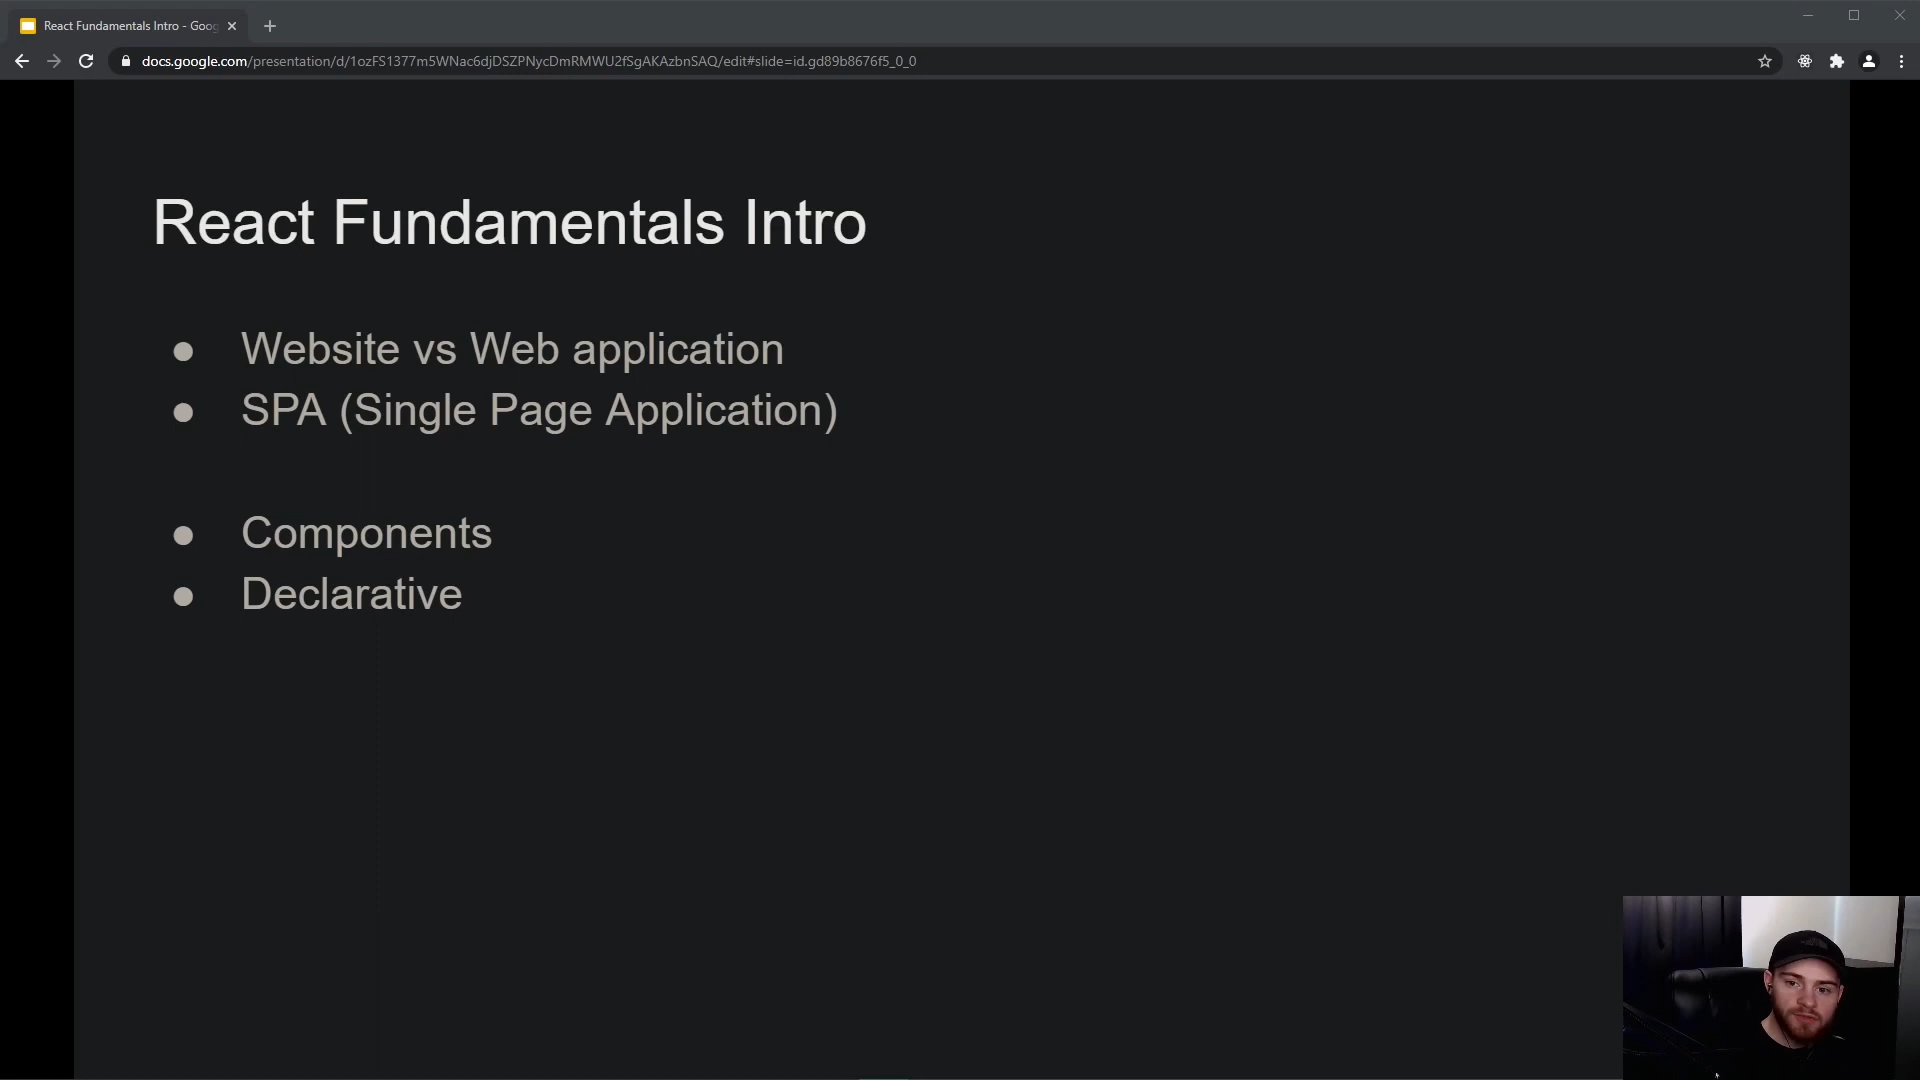 React Fundamentals Intro - Goog
docs.google.com/presentation/d/1ozFS1377m5WNac6djDSZPNycDmRMWU2fSgAKAzbnSAQ/edit#slide=id.gd89b8676f5_0_0
React Fundamentals Intro
● Website vs Web application
● SPA (Single Page Application)
● Components
● Declarative